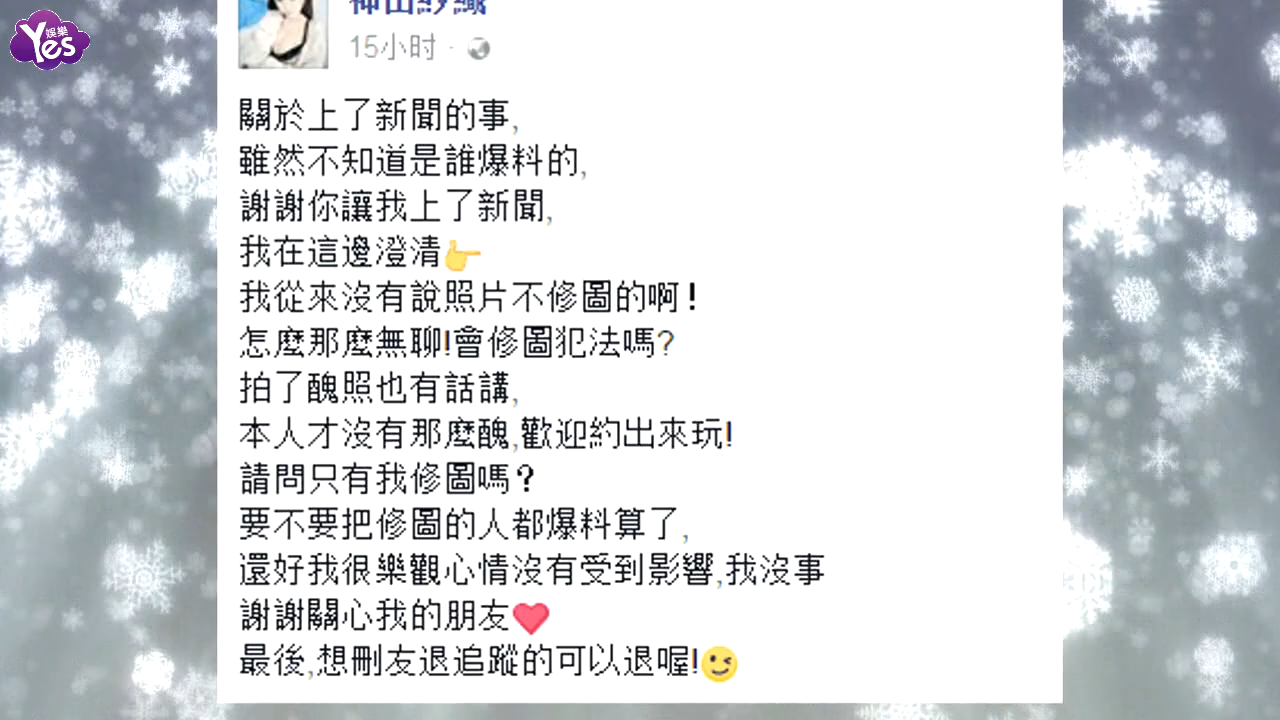 Yes娛樂
15小时
關於上了新聞的事,
雖然不知道是誰爆料的,
謝謝你讓我上了新聞,
我在這邊澄清👉
我從來沒有說照片不修圖的啊!
怎麼那麼無聊!會修圖犯法嗎?
拍了醜照也有話講,
本人才沒有那麼醜,歡迎約出來玩!
請問只有我修圖嗎?
要不要把修圖的人都爆料算了,
還好我很樂觀心情沒有受到影響,我沒事
謝謝關心我的朋友❤
最後,想刪友退追蹤的可以退喔!😉